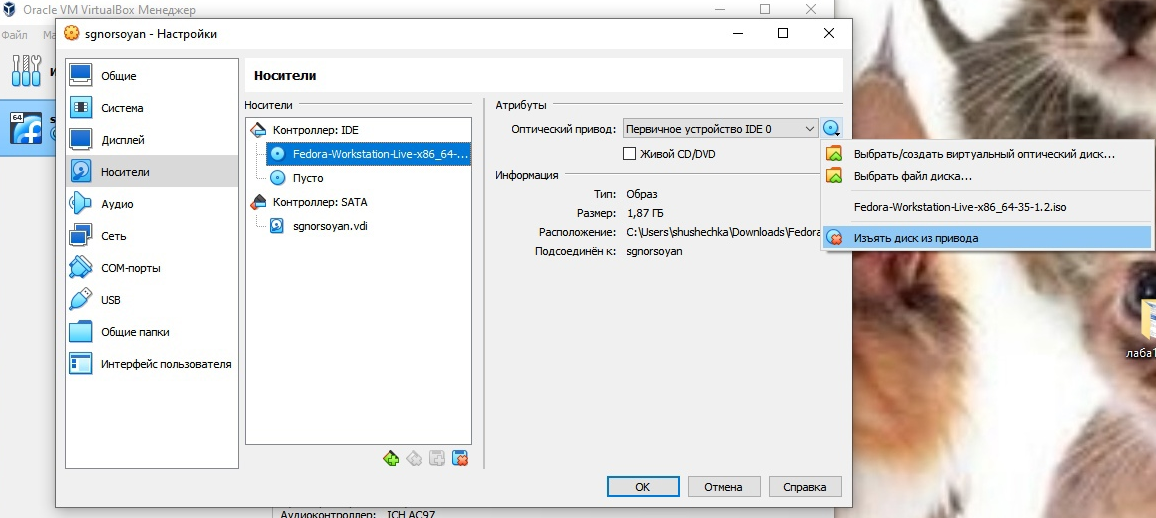 Oracle VM VirtualBox Менеджер
Файл
sgnorsoyan - Настройки
64
Общие
Система
Дисплей
Носители
Аудио
Сеть
COM-порты
USB
Общие папки
Интерфейс пользователя
Носители
Носители
Контроллер: IDE
Fedora-Workstation-Live-x86_64-...
Пусто
Контроллер: SATA
sgnorsoyan.vdi
Атрибуты
Оптический привод: Первичное устройство IDE 0
Живой CD/DVD
Информация
Тип: Образ
Размер: 1,87 ГБ
Расположение: C:\Users\shushechka\Downloads\Fedora
Подсоединён к: sgnorsoyan
Выбрать/создать виртуальный оптический диск...
Выбрать файл диска...
Fedora-Workstation-Live-x86_64-35-1.2.iso
Изъять диск из привода
OK Отмена Справка
Аудиоконтроллер: ICH AC97
лаба1